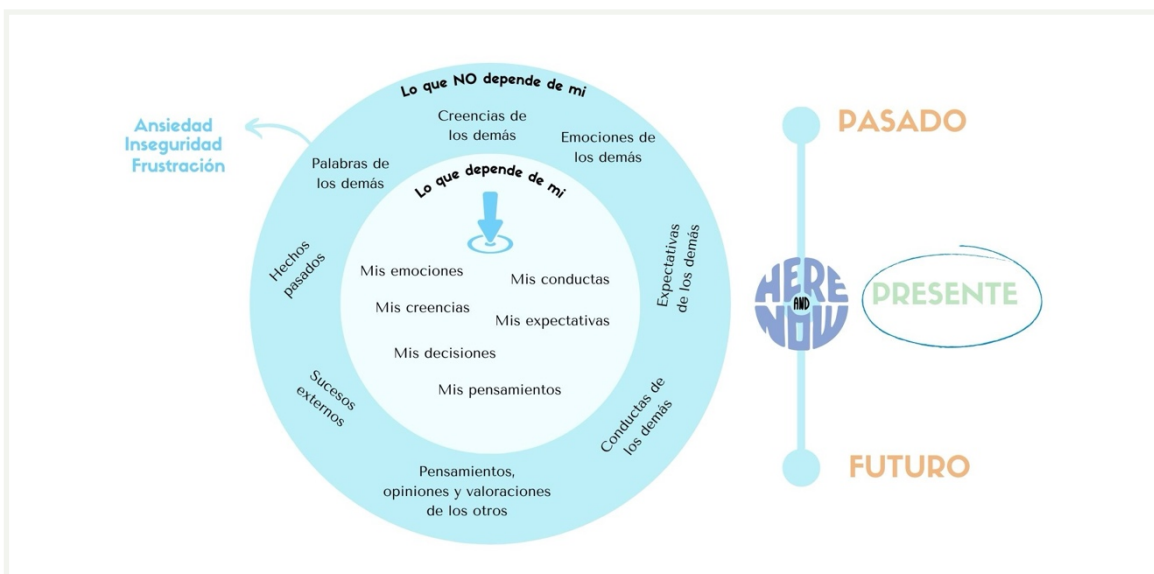 Lo que NO depende de mi
Creencias de
los demás
Emociones de
los demás
Ansiedad
Inseguridad
Frustración
Palabras de
los demás
Lo que depende de mi
Hechos
pasados
Expectativas
de los demás
Mis emociones
Mis conductas
Mis creencias
Mis expectativas
Mis decisiones
Mis pensamientos
Sucesos
externos
Conductas de
los demás
Pensamientos,
opiniones y valoraciones
de los otros
PASADO
HERE
AND
NOW
PRESENTE
FUTURO